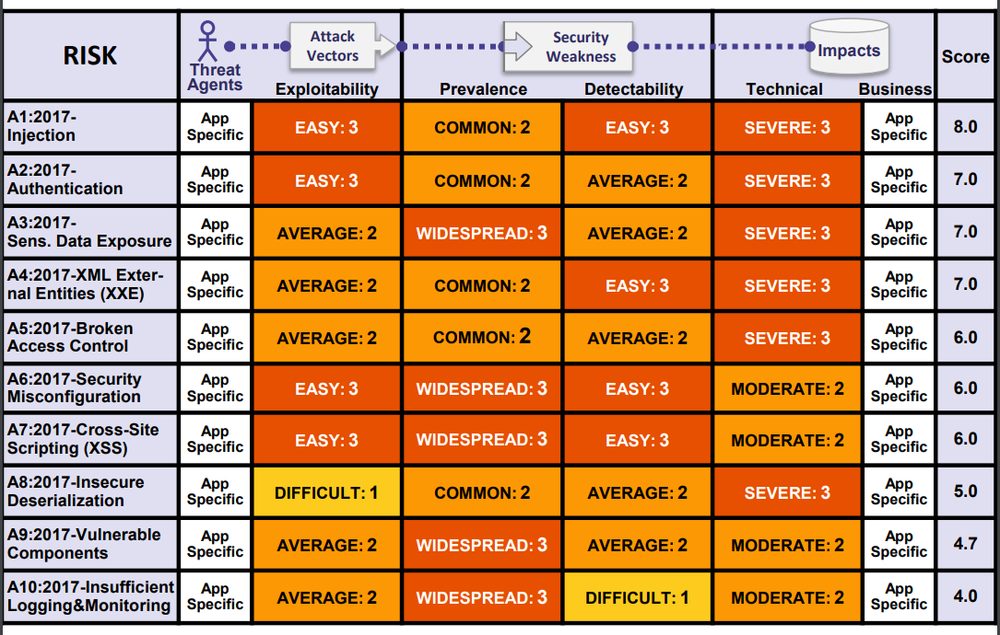 RISK
Threat
Agents
Attack
Vectors
Exploitability
Security
Weakness
Prevalence
Detectability
Impacts
Technical
Business
Score
A1:2017-
Injection
App
Specific
EASY: 3
COMMON: 2
EASY: 3
SEVERE: 3
App
Specific
8.0
A2:2017-
Authentication
App
Specific
EASY: 3
COMMON: 2
AVERAGE: 2
SEVERE: 3
App
Specific
7.0
A3:2017-
Sens. Data Exposure
App
Specific
AVERAGE: 2
WIDESPREAD: 3
AVERAGE: 2
SEVERE: 3
App
Specific
7.0
A4:2017-XML Exter-
nal Entities (XXE)
App
Specific
AVERAGE: 2
COMMON: 2
EASY: 3
SEVERE: 3
App
Specific
7.0
A5:2017-Broken
Access Control
App
Specific
AVERAGE: 2
COMMON: 2
AVERAGE: 2
SEVERE: 3
App
Specific
6.0
A6:2017-Security
Misconfiguration
App
Specific
EASY: 3
WIDESPREAD: 3
EASY: 3
MODERATE: 2
App
Specific
6.0
A7:2017-Cross-Site
Scripting (XSS)
App
Specific
EASY: 3
WIDESPREAD: 3
EASY: 3
MODERATE: 2
App
Specific
6.0
A8:2017-Insecure
Deserialization
App
Specific
DIFFICULT: 1
COMMON: 2
AVERAGE: 2
SEVERE: 3
App
Specific
5.0
A9:2017-Vulnerable
Components
App
Specific
AVERAGE: 2
WIDESPREAD: 3
AVERAGE: 2
MODERATE: 2
App
Specific
4.7
A10:2017-Insufficient
Logging&Monitoring
App
Specific
AVERAGE: 2
WIDESPREAD: 3
DIFFICULT: 1
MODERATE: 2
App
Specific
4.0